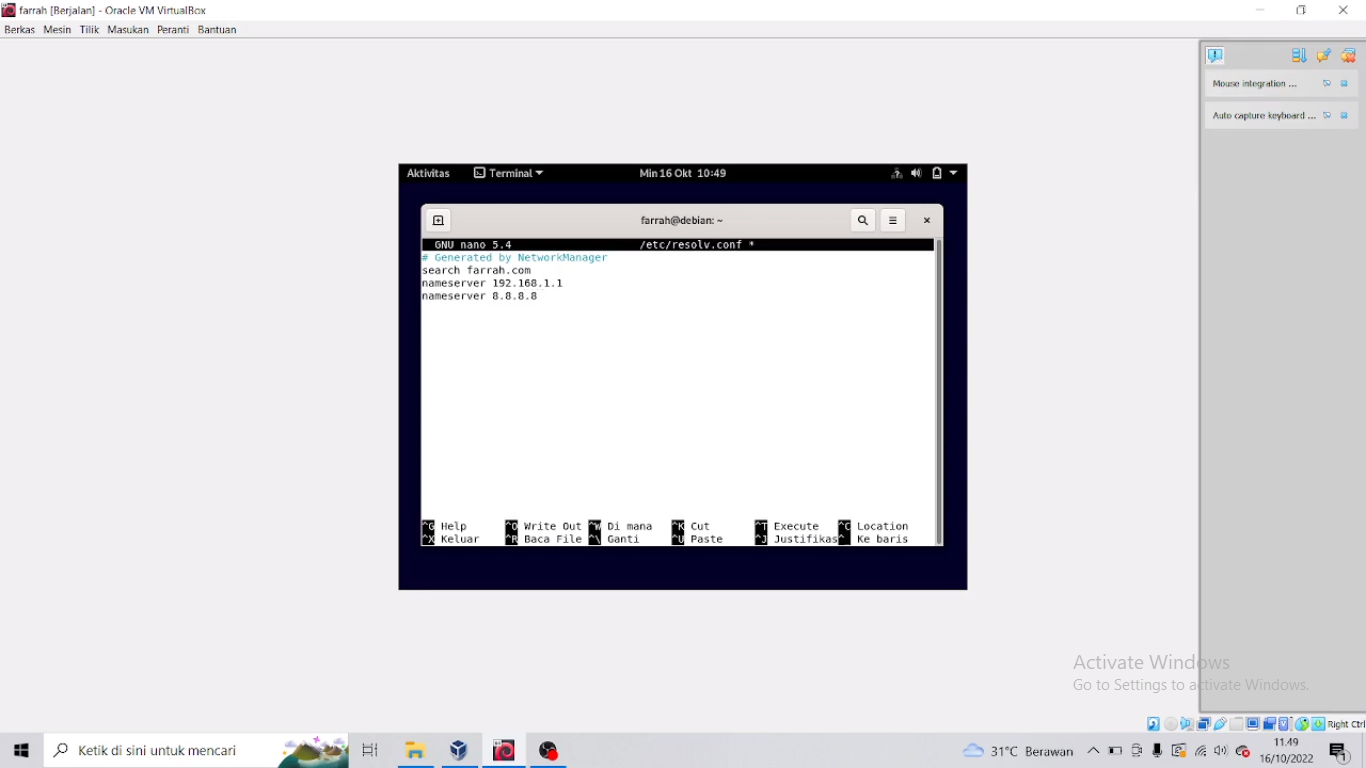 farrah [Berjalan] - Oracle VM VirtualBox
Berkas Mesin Tilik Masukan Peranti Bantuan
Mouse integration ...
Auto capture keyboard ...
Aktivitas Terminal Min 16 Okt 10:49
farrah@debian: ~
GNU nano 5.4 /etc/resolv.conf *
# Generated by NetworkManager
search farrah.com
nameserver 192.168.1.1
nameserver 8.8.8.8
^G Help ^O Write Out ^W Di mana ^K Cut ^T Execute ^C Location
^X Keluar ^R Baca File ^\ Ganti ^U Paste ^J Justifikas ^ Ke baris
Activate Windows
Go to Settings to activate Windows.
Right Ctrl
Ketik di sini untuk mencari
31°C Berawan
11.49
16/10/2022
1